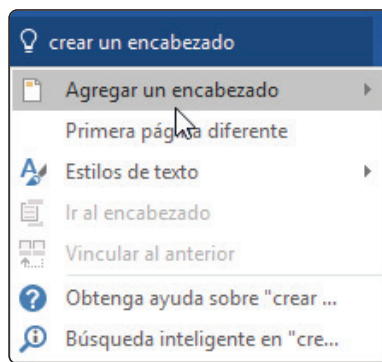 crear un encabezado
Agregar un encabezado
Primera página diferente
Estilos de texto
Ir al encabezado
Vincular al anterior
Obtenga ayuda sobre "crear ...
Búsqueda inteligente en "cre...